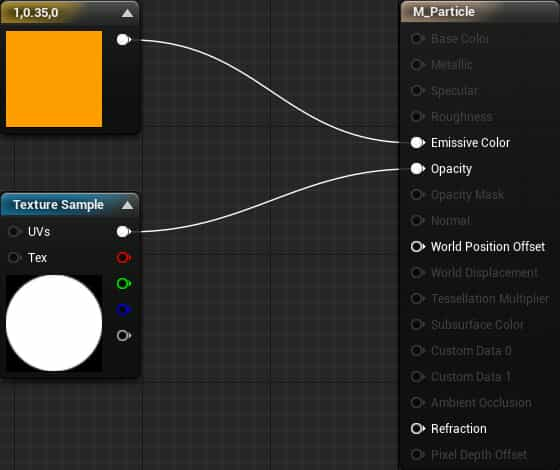 1,0.35,0
Texture Sample
UVs
Tex
M_Particle
Base Color
Metallic
Specular
Roughness
Emissive Color
Opacity
Opacity Mask
Normal
World Position Offset
World Displacement
Tessellation Multiplier
Subsurface Color
Custom Data 0
Custom Data 1
Ambient Occlusion
Refraction
Pixel Depth Offset